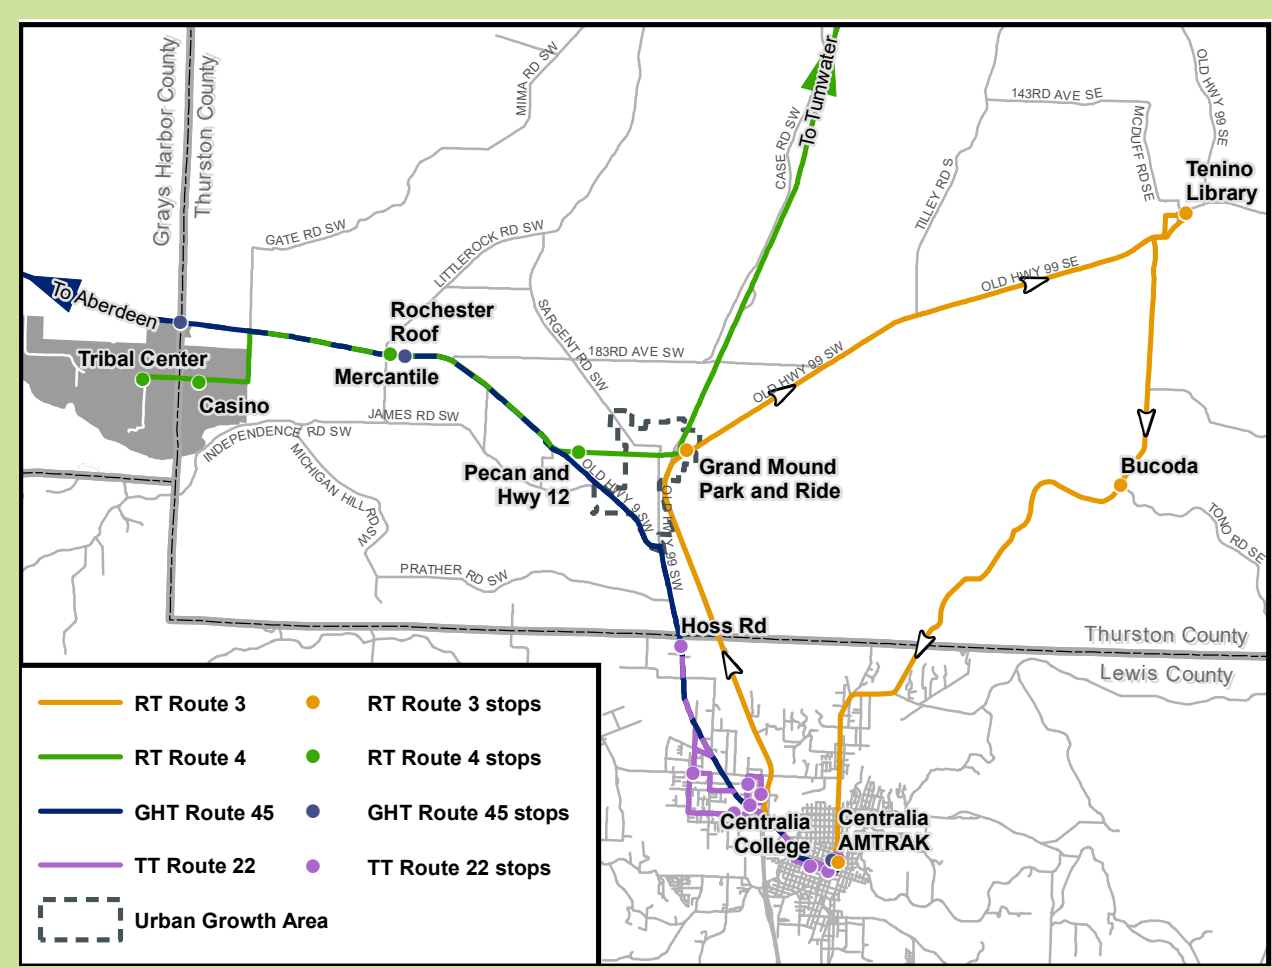 Grays Harbor County
Thurston County
MIMA RD SW
CASE RD SW
To Tumwater
143RD AVE SE
MCDUFF RD SE
OLD HWY 99 SE
TILLEY RD S
Tenino
Library
GATE RD SW
LITTLEROCK RD SW
OLD HWY 99 SE
To Aberdeen
Rochester
Roof
Mercantile
SARGENT RD SW
183RD AVE SW
OLD HWY 99 SW
Tribal Center
Casino
JAMES RD SW
INDEPENDENCE RD SW
MICHIGAN HILL RD SW
Pecan and
Hwy 12
OLD HWY 9 SW
OLD HWY 99 SW
Grand Mound
Park and Ride
Bucoda
TONO RD SE
PRATHER RD SW
Hoss Rd
Thurston County
Lewis County
Centralia
College
Centralia
AMTRAK
RT Route 3
RT Route 3 stops
RT Route 4
RT Route 4 stops
GHT Route 45
GHT Route 45 stops
TT Route 22
TT Route 22 stops
Urban Growth Area